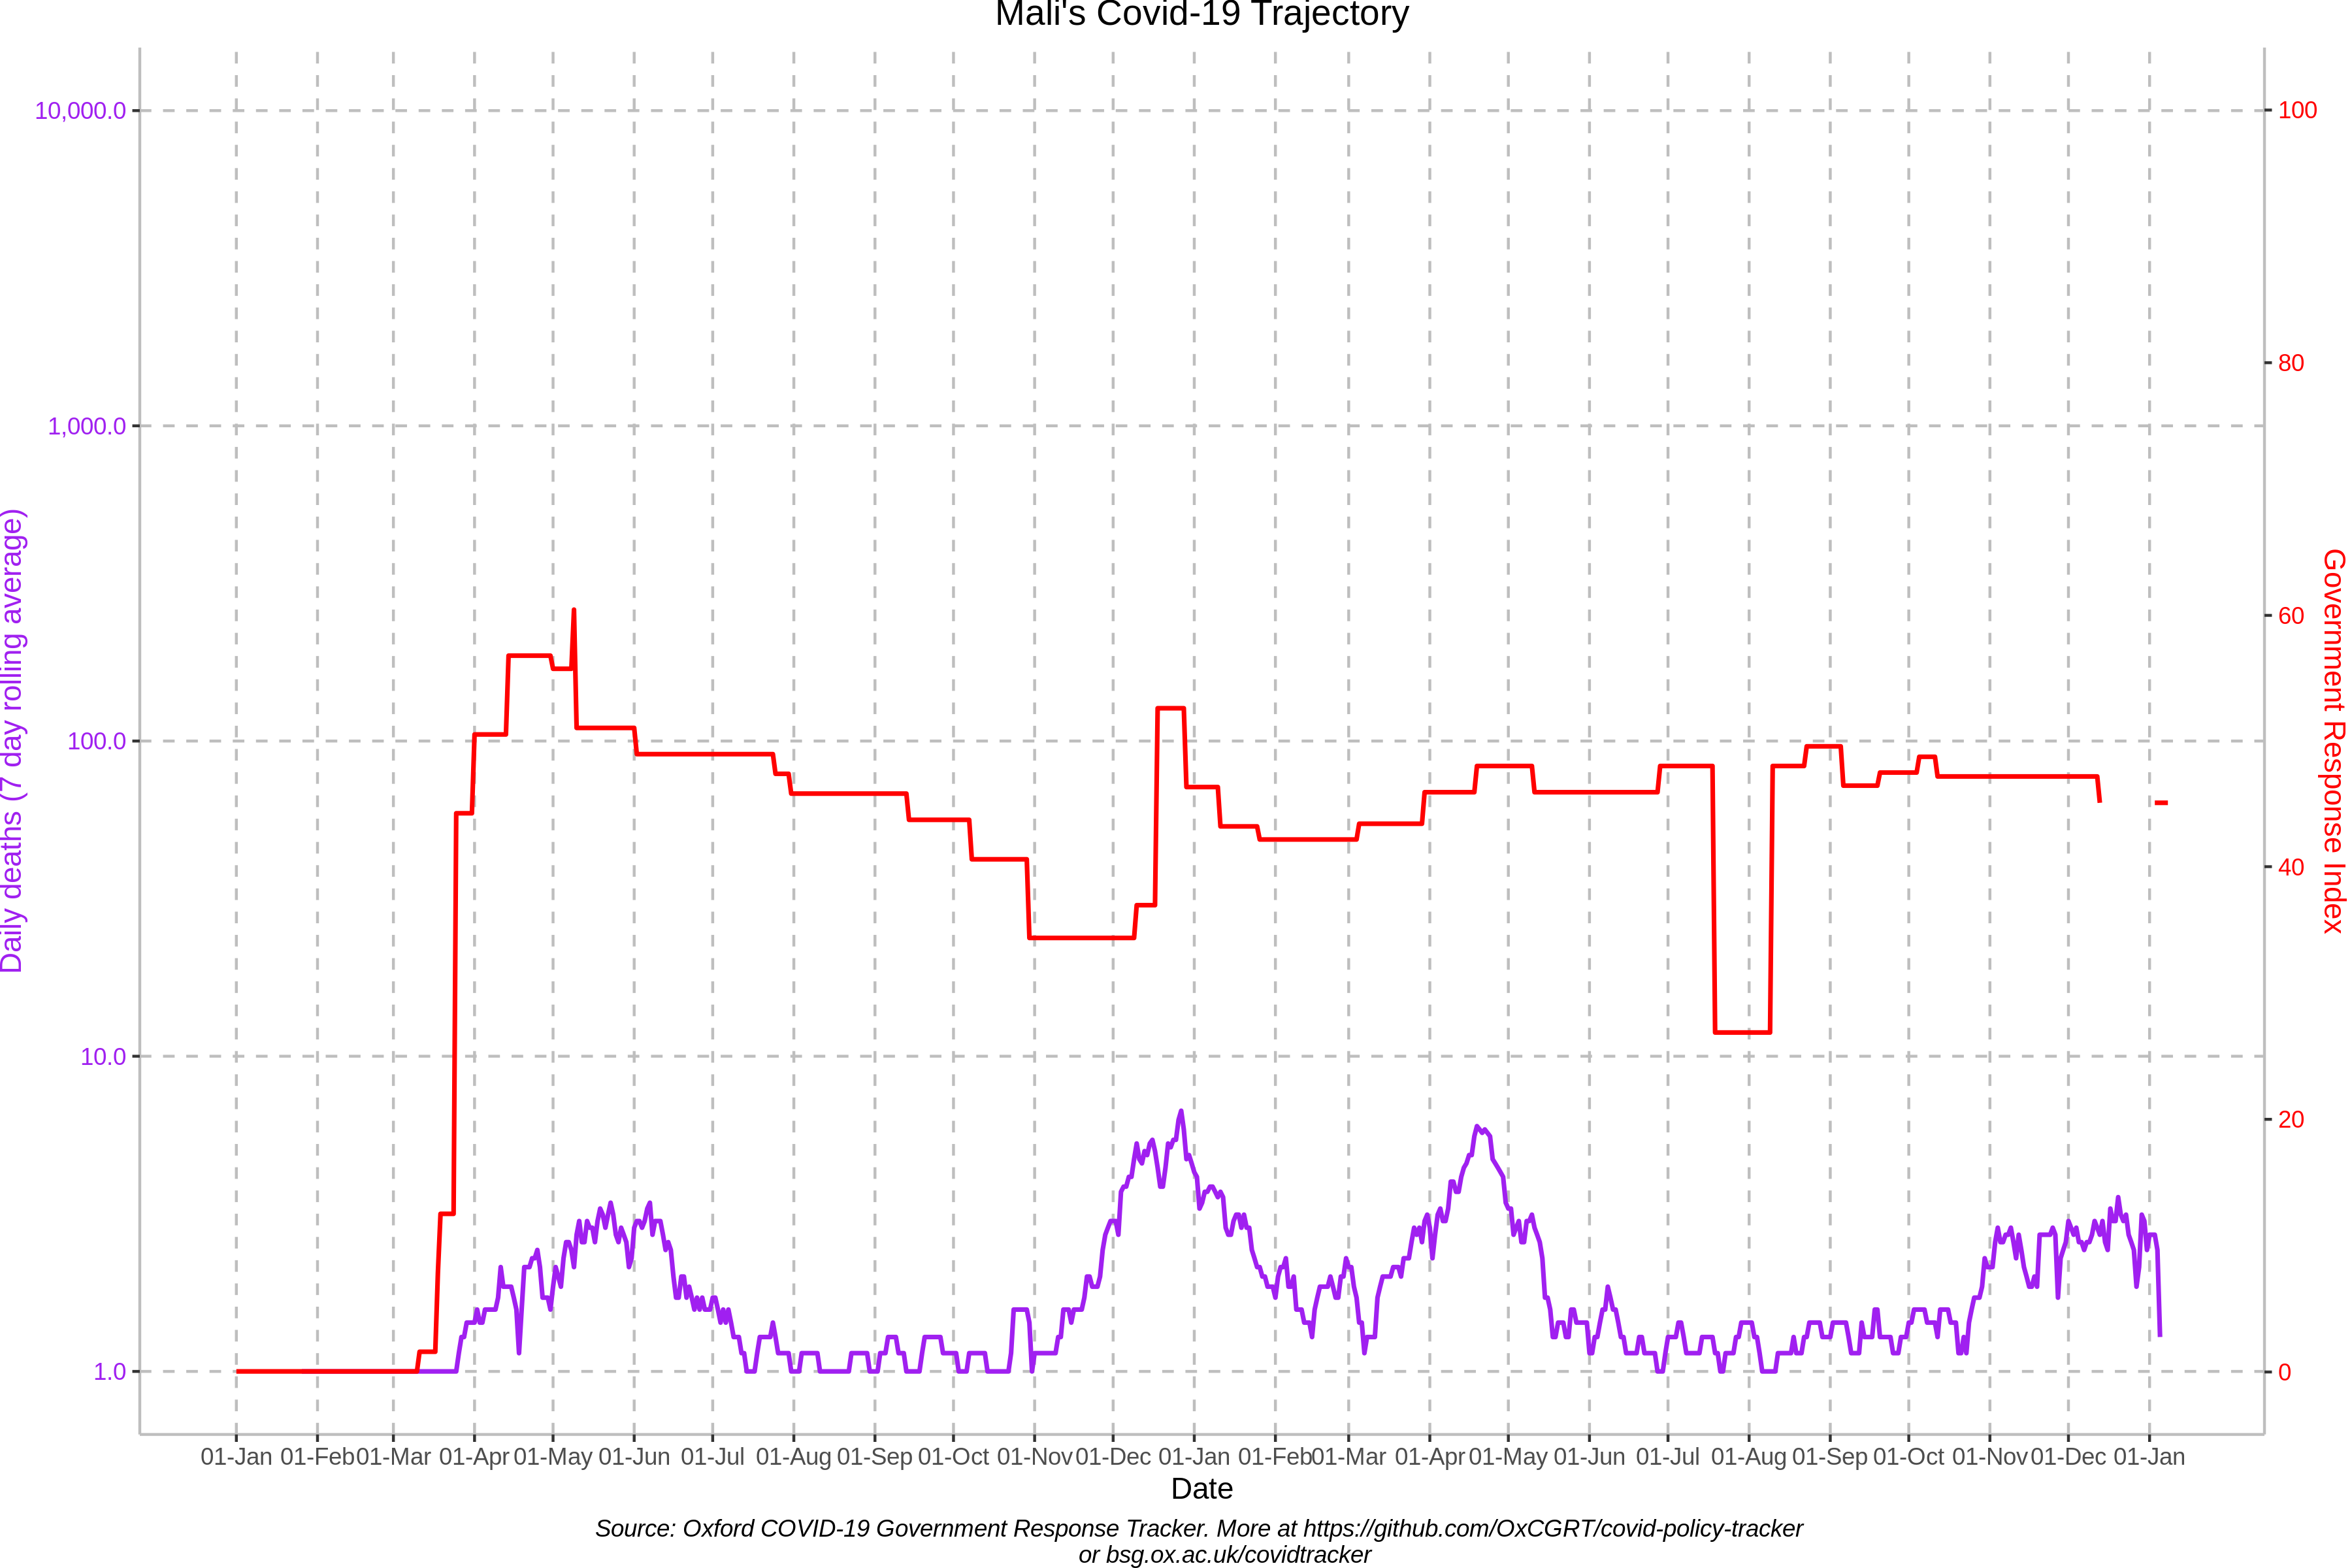 Mali's Covid-19 Trajectory
10,000.0
1,000.0
100.0
10.0
1.0
Daily deaths (7 day rolling average)
100
80
60
40
20
0
Government Response Index
01-Jan 01-Feb 01-Mar 01-Apr 01-May 01-Jun 01-Jul 01-Aug 01-Sep 01-Oct 01-Nov 01-Dec 01-Jan 01-Feb 01-Mar 01-Apr 01-May 01-Jun 01-Jul 01-Aug 01-Sep 01-Oct 01-Nov 01-Dec 01-Jan
Date
Source: Oxford COVID-19 Government Response Tracker. More at https://github.com/OxCGRT/covid-policy-tracker
or bsg.ox.ac.uk/covidtracker